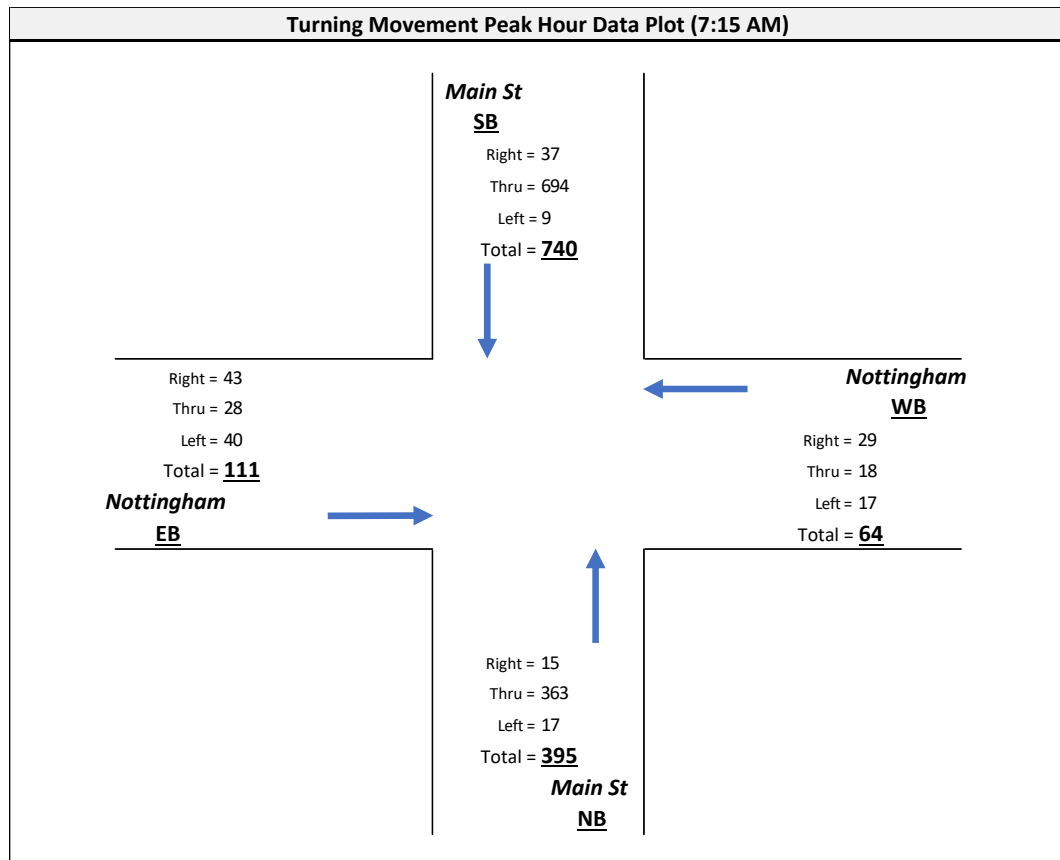 Turning Movement Peak Hour Data Plot (7:15 AM)
Main St
SB
Right = 37
Thru = 694
Left = 9
Total = 740
Right = 43
Thru = 28
Left = 40
Total = 111
Nottingham
EB
Nottingham
WB
Right = 29
Thru = 18
Left = 17
Total = 64
Right = 15
Thru = 363
Left = 17
Total = 395
Main St
NB